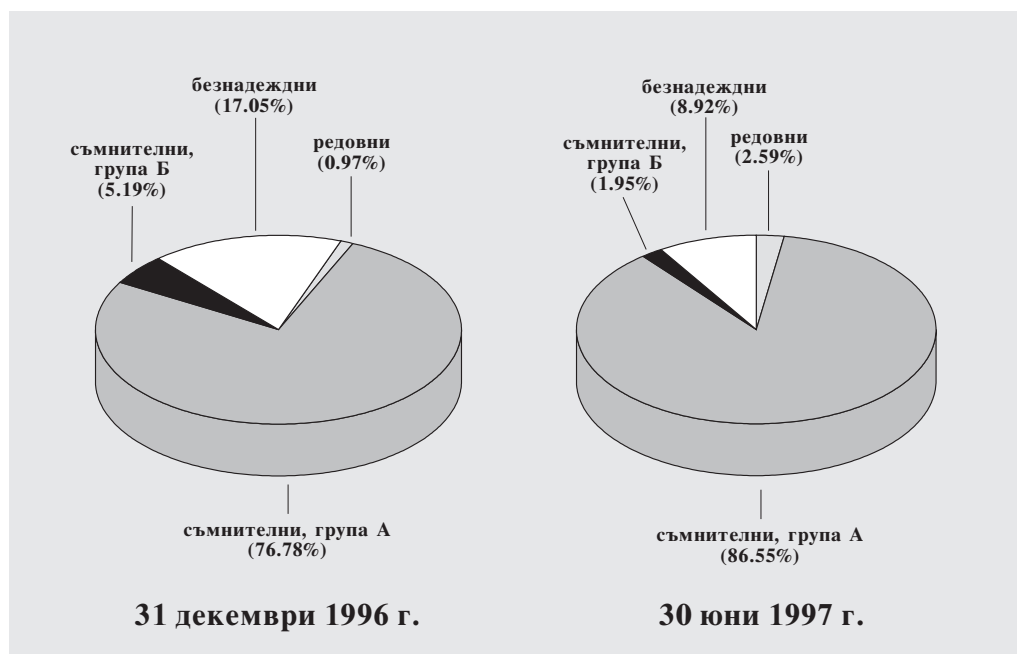 безнадеждни
(17.05%)
редовни
(0.97%)
съмнителни,
група Б
(5.19%)
съмнителни, група А
(76.78%)
31 декември 1996 г.
безнадеждни
(8.92%)
редовни
(2.59%)
съмнителни,
група Б
(1.95%)
съмнителни, група А
(86.55%)
30 юни 1997 г.